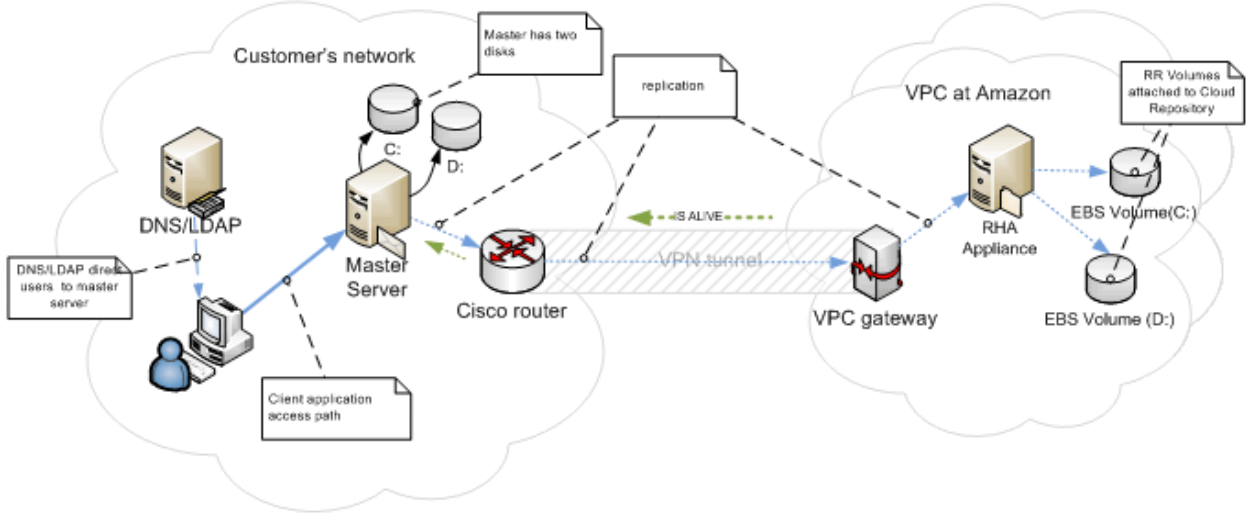 Customer's network
Master has two
disks
replication
VPC at Amazon
RR Volumes
attached to Cloud
Repository
C:
D:
DNS/LDAP
Master
Server
IS ALIVE
VPN tunnel
Cisco router
VPC gateway
RHA
Appliance
EBS Volume(C:)
EBS Volume (D:)
DNS/LDAP direct
users to master
server
Client application
access path